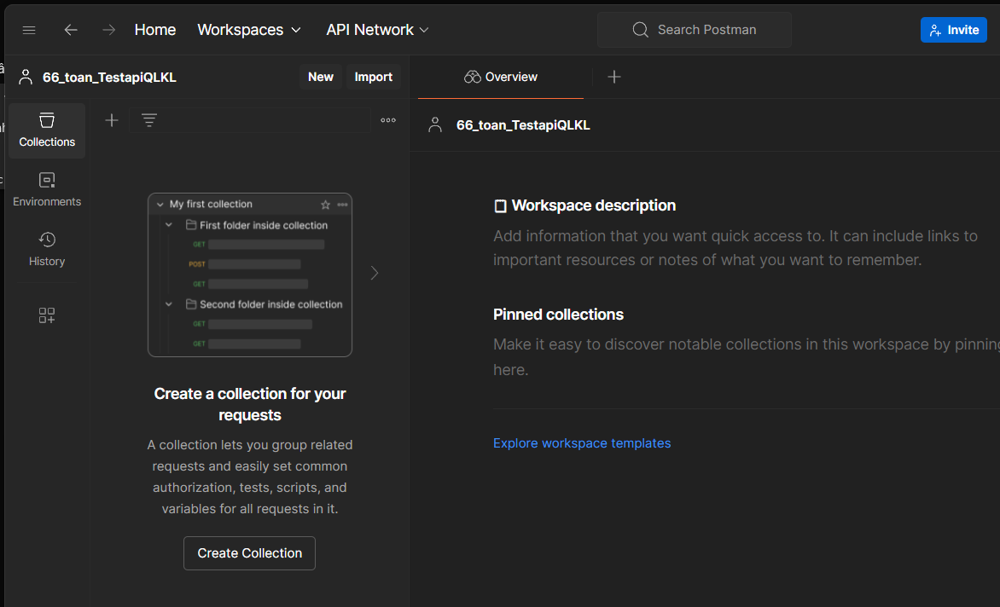 Home Workspaces API Network Search Postman Invite
66_toan_TestapiQLKL New Import Overview
Collections
66_toan_TestapiQLKL
Environments
History
My first collection
First folder inside collection
GET
POST
GET
Second folder inside collection
GET
GET
Create a collection for your
requests
A collection lets you group related
requests and easily set common
authorization, tests, scripts, and
variables for all requests in it.
Create Collection
Workspace description
Add information that you want quick access to. It can include links to
important resources or notes of what you want to remember.
Pinned collections
Make it easy to discover notable collections in this workspace by pinning
here.
Explore workspace templates